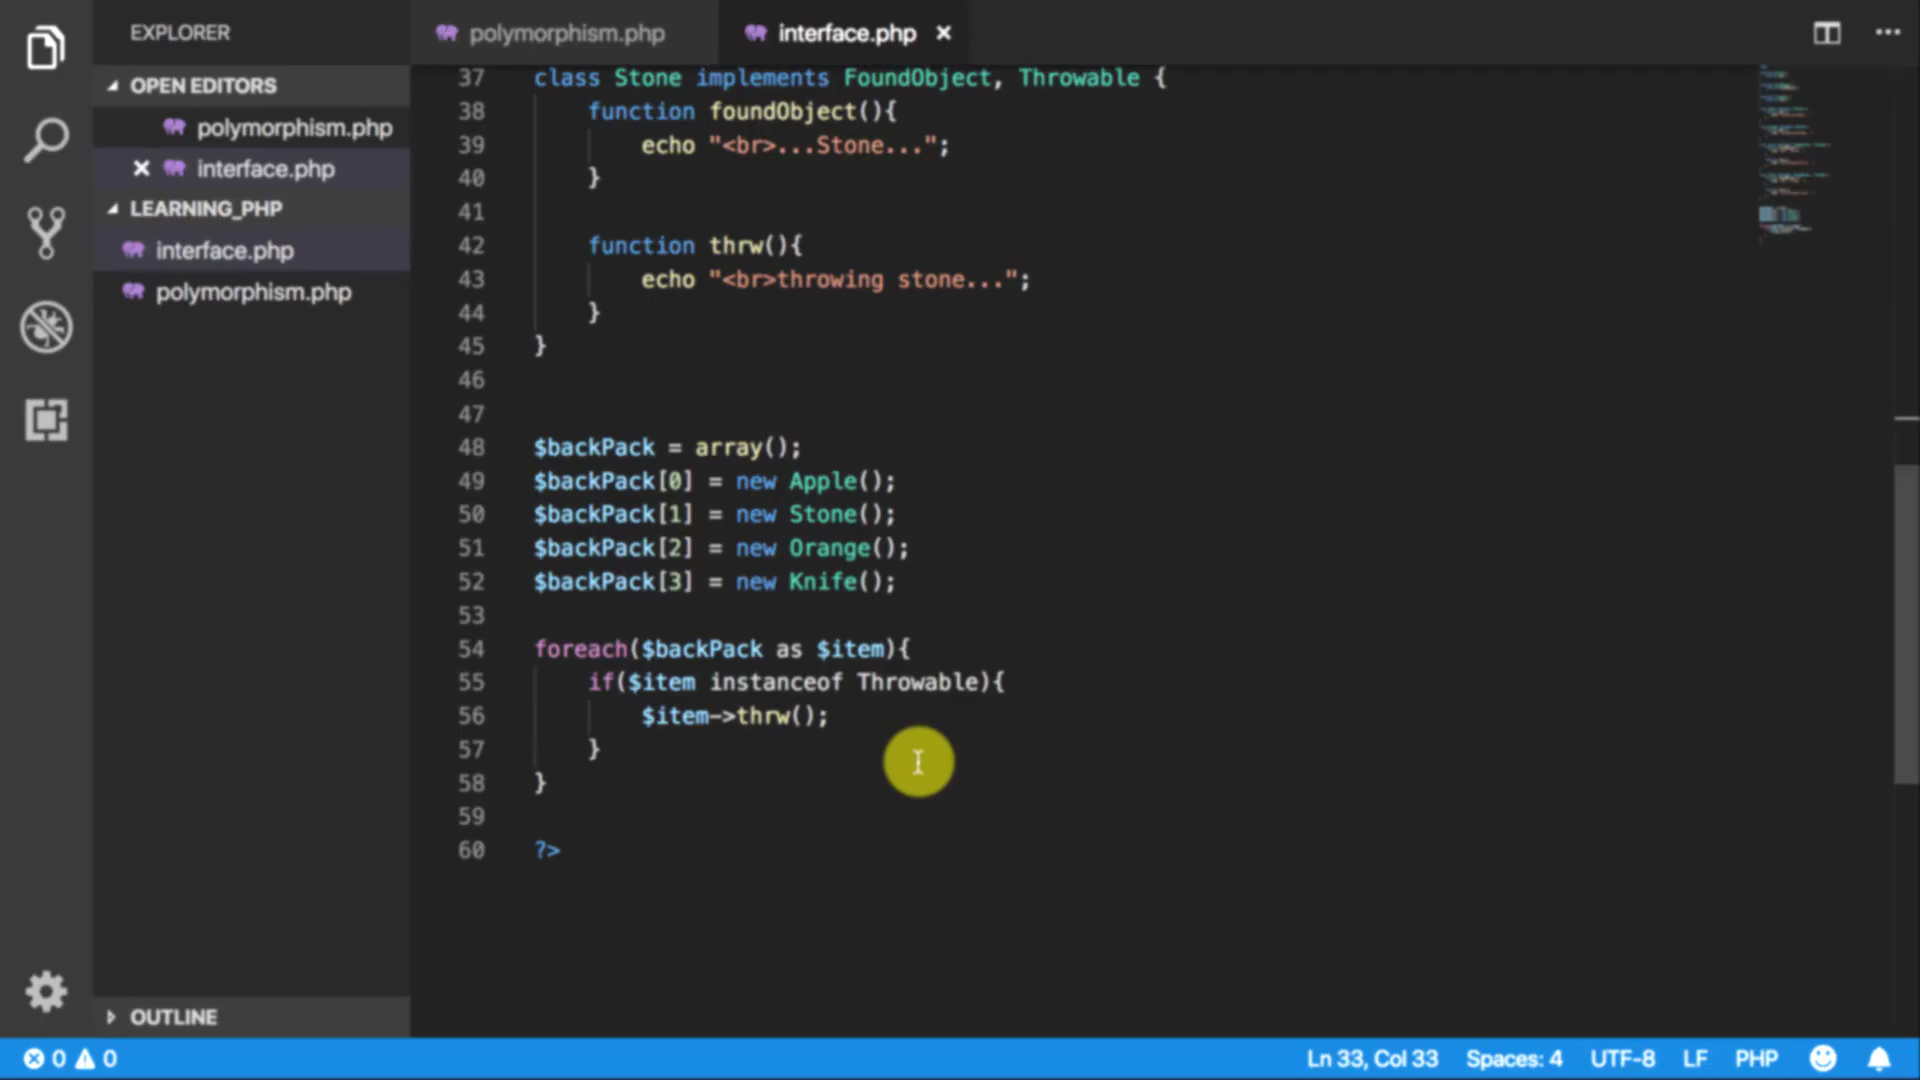 EXPLORER
polymorphism.php
interface.php
OPEN EDITORS
polymorphism.php
interface.php
LEARNING_PHP
interface.php
polymorphism.php
OUTLINE
37 class Stone implements FoundObject, Throwable {
38 function foundObject(){
39 echo "<br>...Stone...";
40 }
41
42 function thrw(){
43 echo "<br>throwing stone...";
44 }
45 }
46
47
48 $backPack = array();
49 $backPack[0] = new Apple();
50 $backPack[1] = new Stone();
51 $backPack[2] = new Orange();
52 $backPack[3] = new Knife();
53
54 foreach($backPack as $item){
55 if($item instanceof Throwable){
56 $item->thrw();
57 }
58 }
59
60 ?>
0 0 Ln 33, Col 33 Spaces: 4 UTF-8 LF PHP